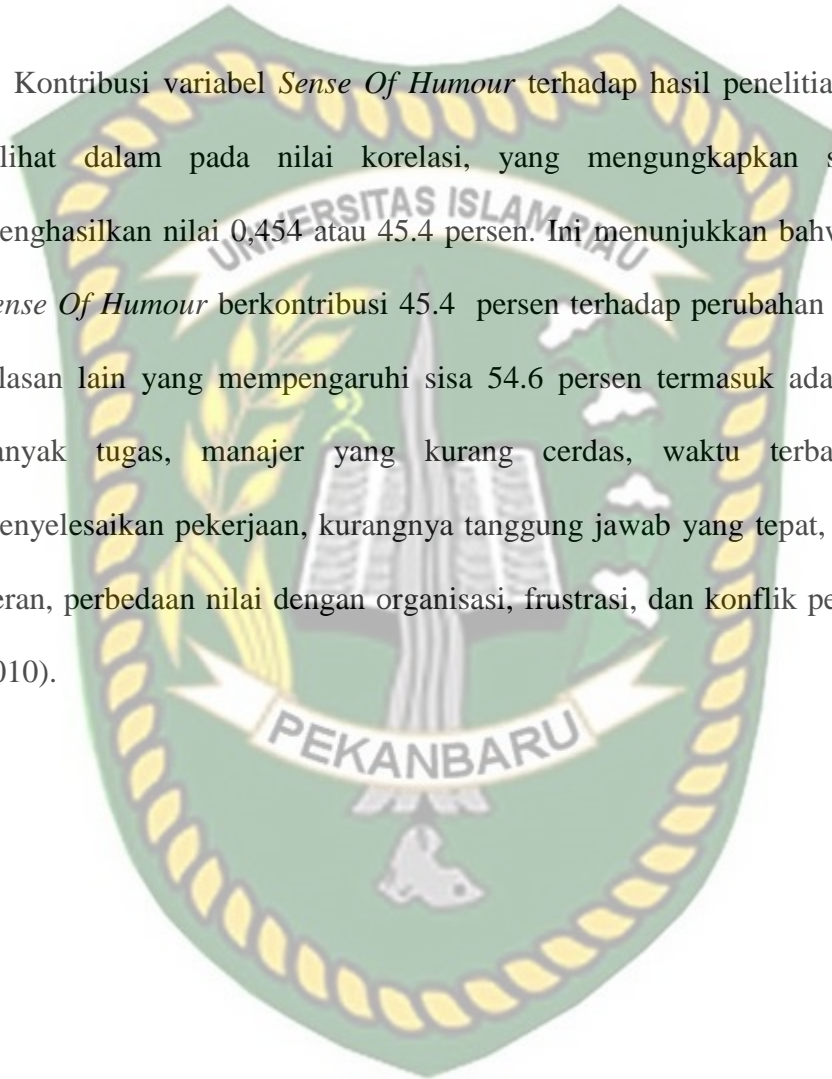 Kontribusi variabel Sense Of Humour terhadap hasil penelitia
lihat dalam pada nilai korelasi, yang mengungkapkan s
enghasilkan nilai 0,454 atau 45.4 persen. Ini menunjukkan bahw
ense Of Humour berkontribusi 45.4 persen terhadap perubahan
lasan lain yang mempengaruhi sisa 54.6 persen termasuk ada
anyak tugas, manajer yang kurang cerdas, waktu terba
enyelesaikan pekerjaan, kurangnya tanggung jawab yang tepat,
eran, perbedaan nilai dengan organisasi, frustrasi, dan konflik pe
010).
UNIVERSITAS ISLAM RIAU
PEKANBARU